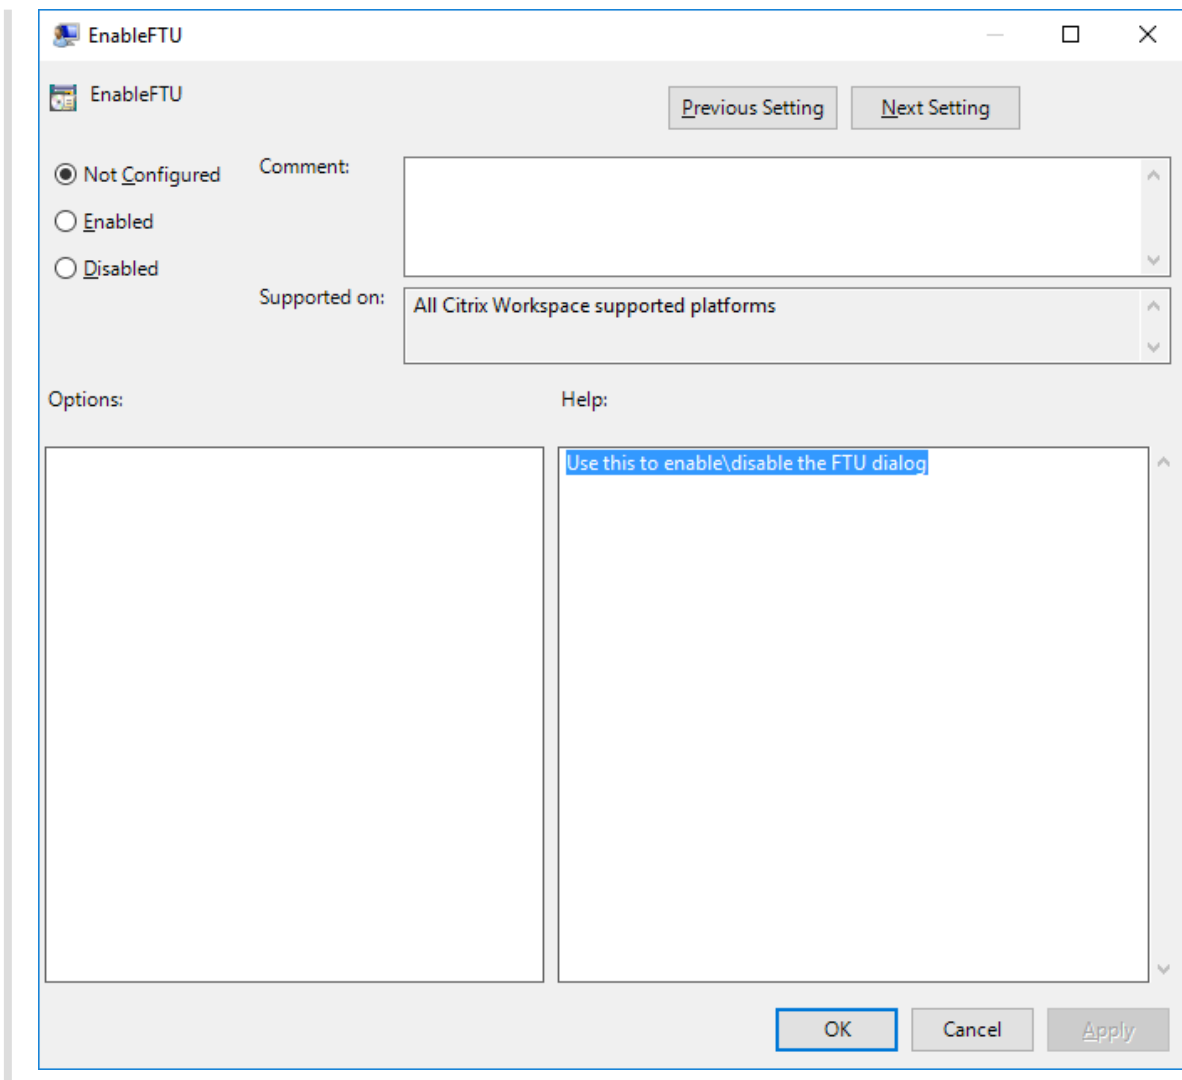 EnableFTU
EnableFTU
Previous Setting
Next Setting
Not Configured
Comment:
Enabled
Disabled
Supported on:
All Citrix Workspace supported platforms
Options:
Help:
Use this to enable\disable the FTU dialog
OK
Cancel
Apply